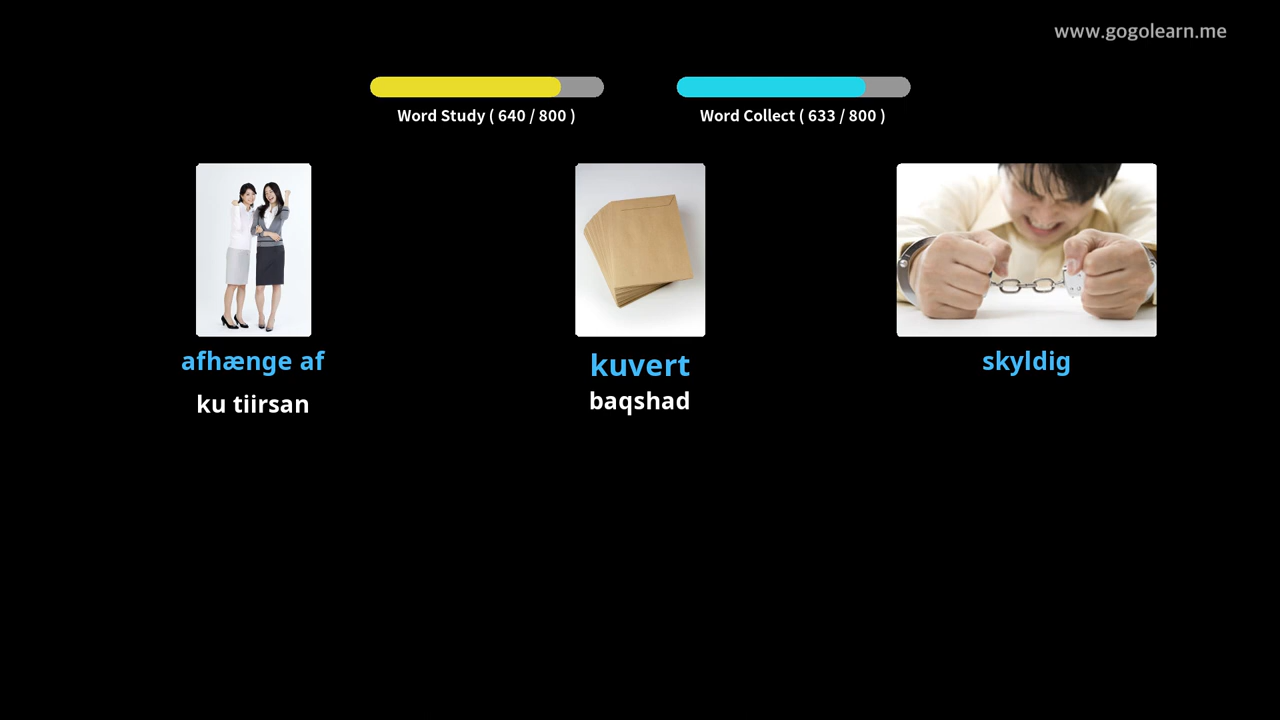 www.gogolearn.me
Word Study ( 640 / 800 )
Word Collect ( 633 / 800 )
afhænge af
ku tiirsan
kuvert
baqshad
skyldig